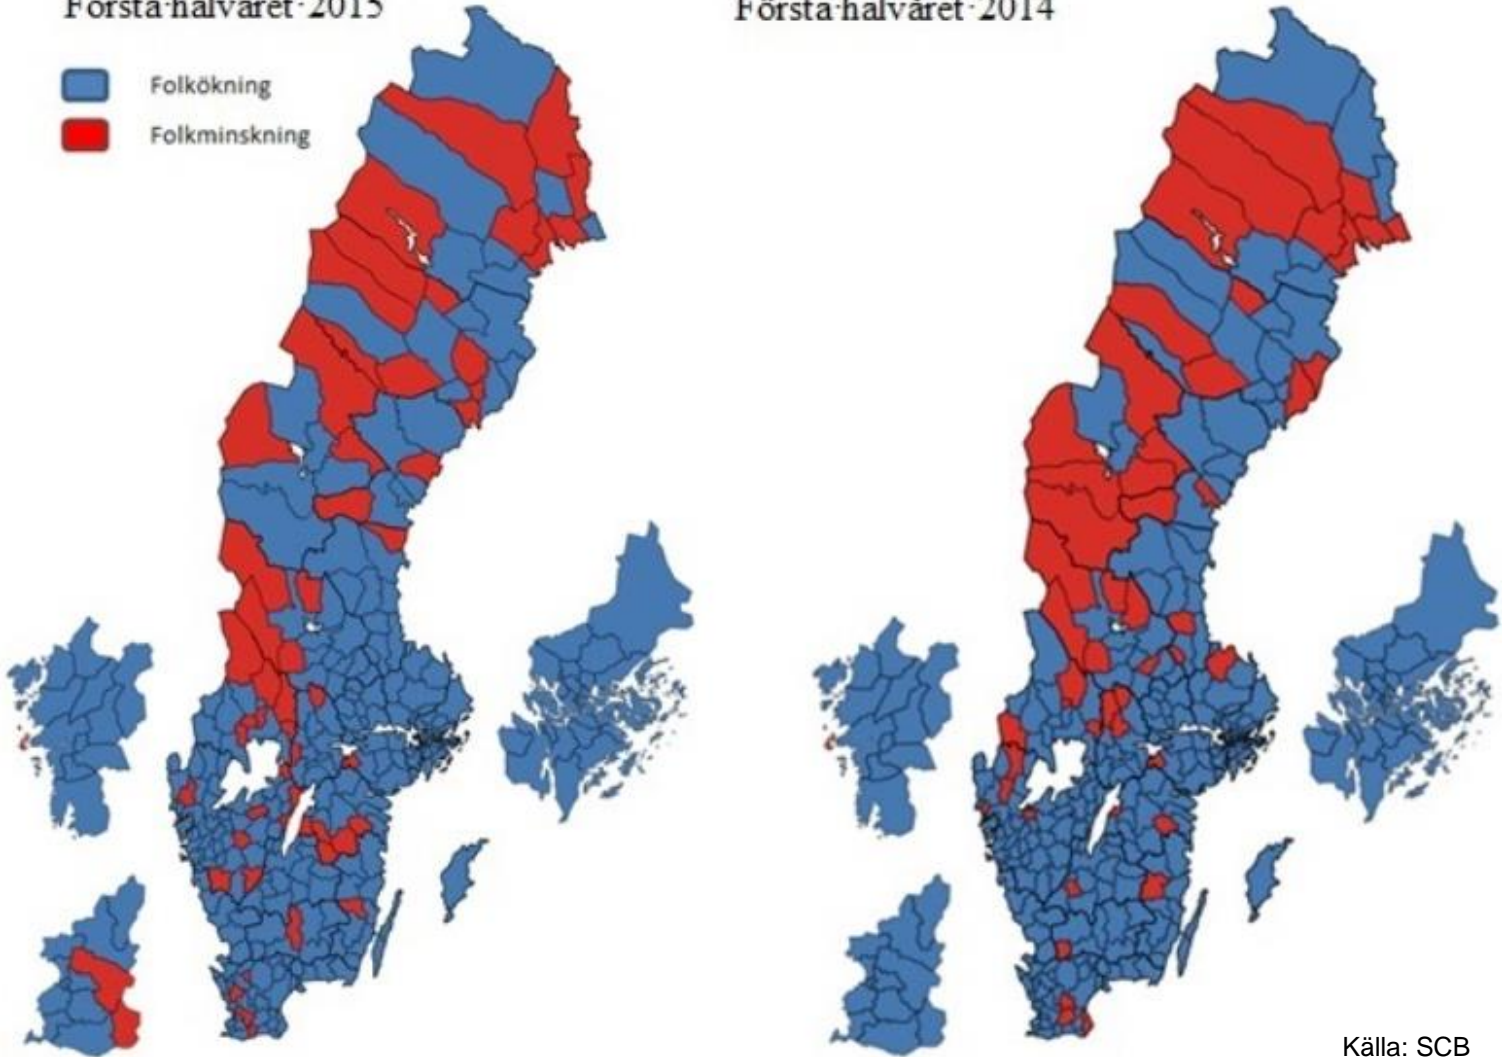 Första·halvåret·2015
Första·halvåret·2014
Folkökning
Folkminskning
Källa: SCB